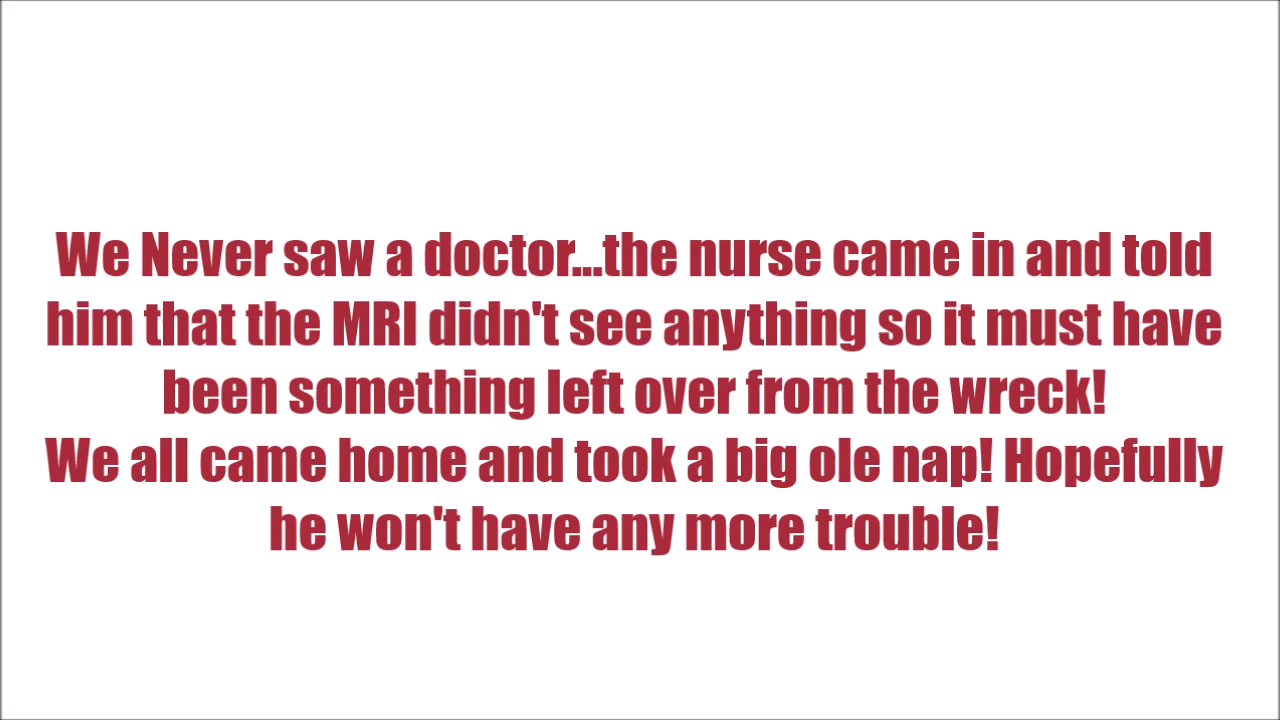 We Never saw a doctor...the nurse came in and told
him that the MRI didn't see anything so it must have
been something left over from the wreck!
We all came home and took a big ole nap! Hopefully
he won't have any more trouble!